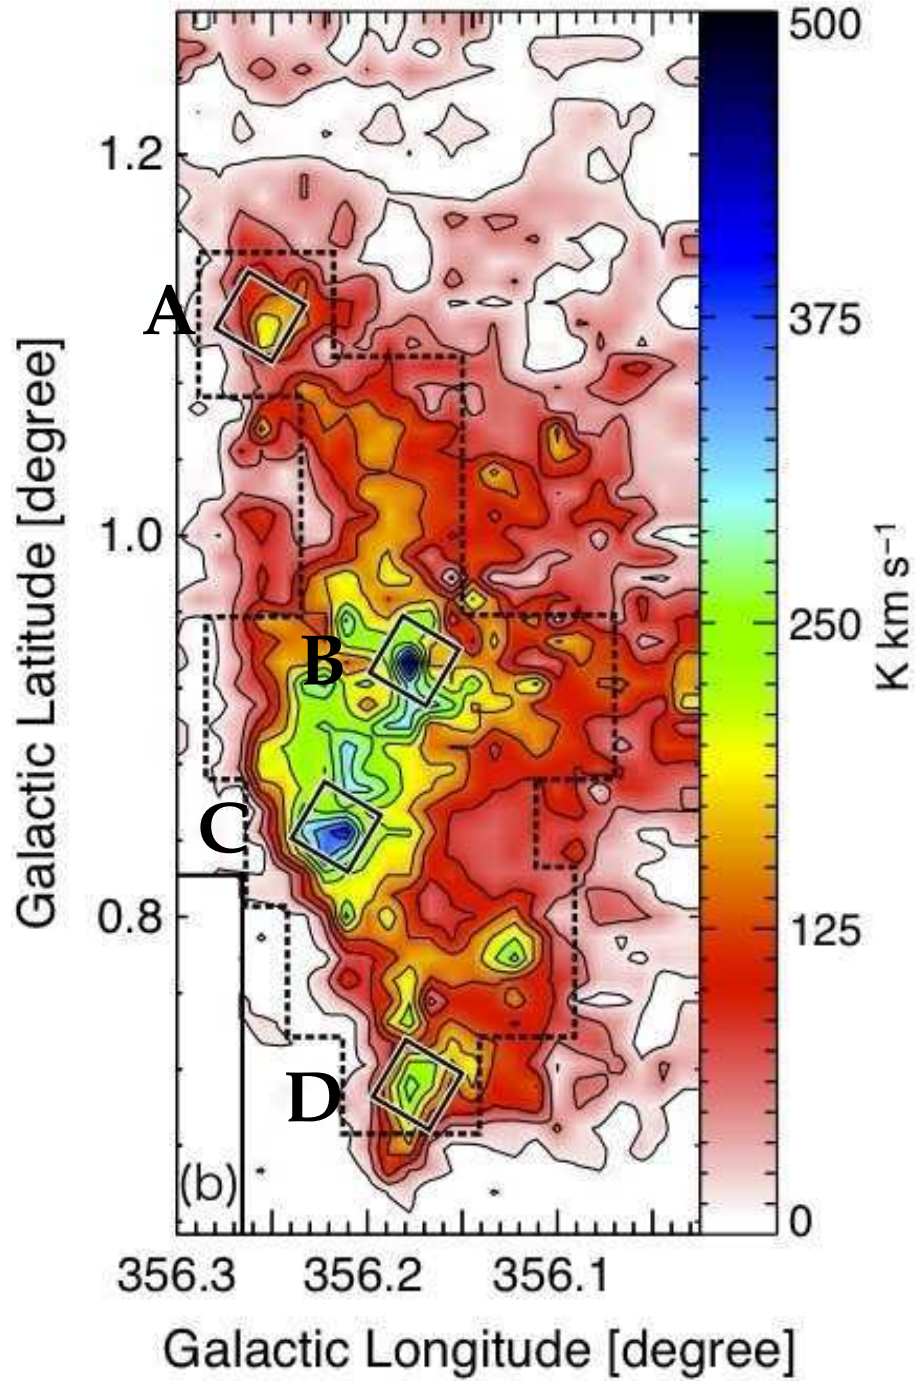 500
1.2
A
375
Galactic Latitude [degree]
1.0
250
K km s⁻¹
B
C
0.8
125
D
(b)
0
356.3 356.2 356.1
Galactic Longitude [degree]